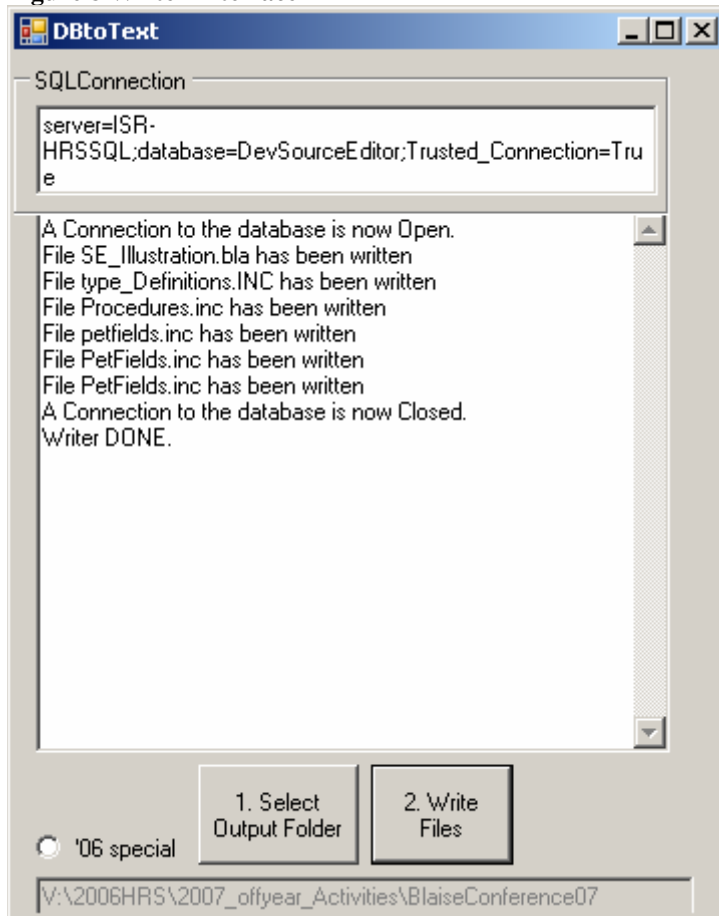 DBtoText
SQLConnection
server=ISR-
HRSSQL;database=DevSourceEditor;Trusted_Connection=Tru
e
A Connection to the database is now Open.
File SE_Illustration.bla has been written
File type_Definitions.INC has been written
File Procedures.inc has been written
File petfields.inc has been written
File PetFields.inc has been written
File PetFields.inc has been written
A Connection to the database is now Closed.
Writer DONE.
1. Select
Output Folder
2. Write
Files
'06 special
V:\2006HRS\2007_offyear_Activities\BlaiseConference07